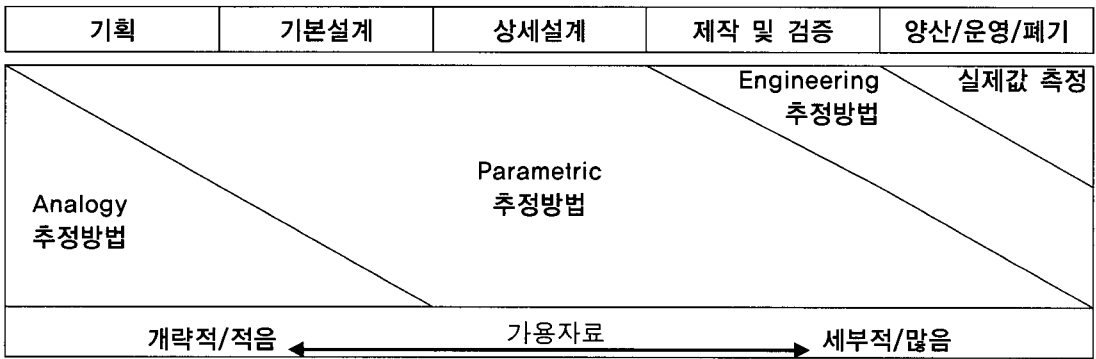 기획 기본설계 상세설계 제작 및 검증 양산/운영/폐기
Engineering
추정방법
실제값 측정
Parametric
추정방법
Analogy
추정방법
개략적/적음 가용자료 세부적/많음